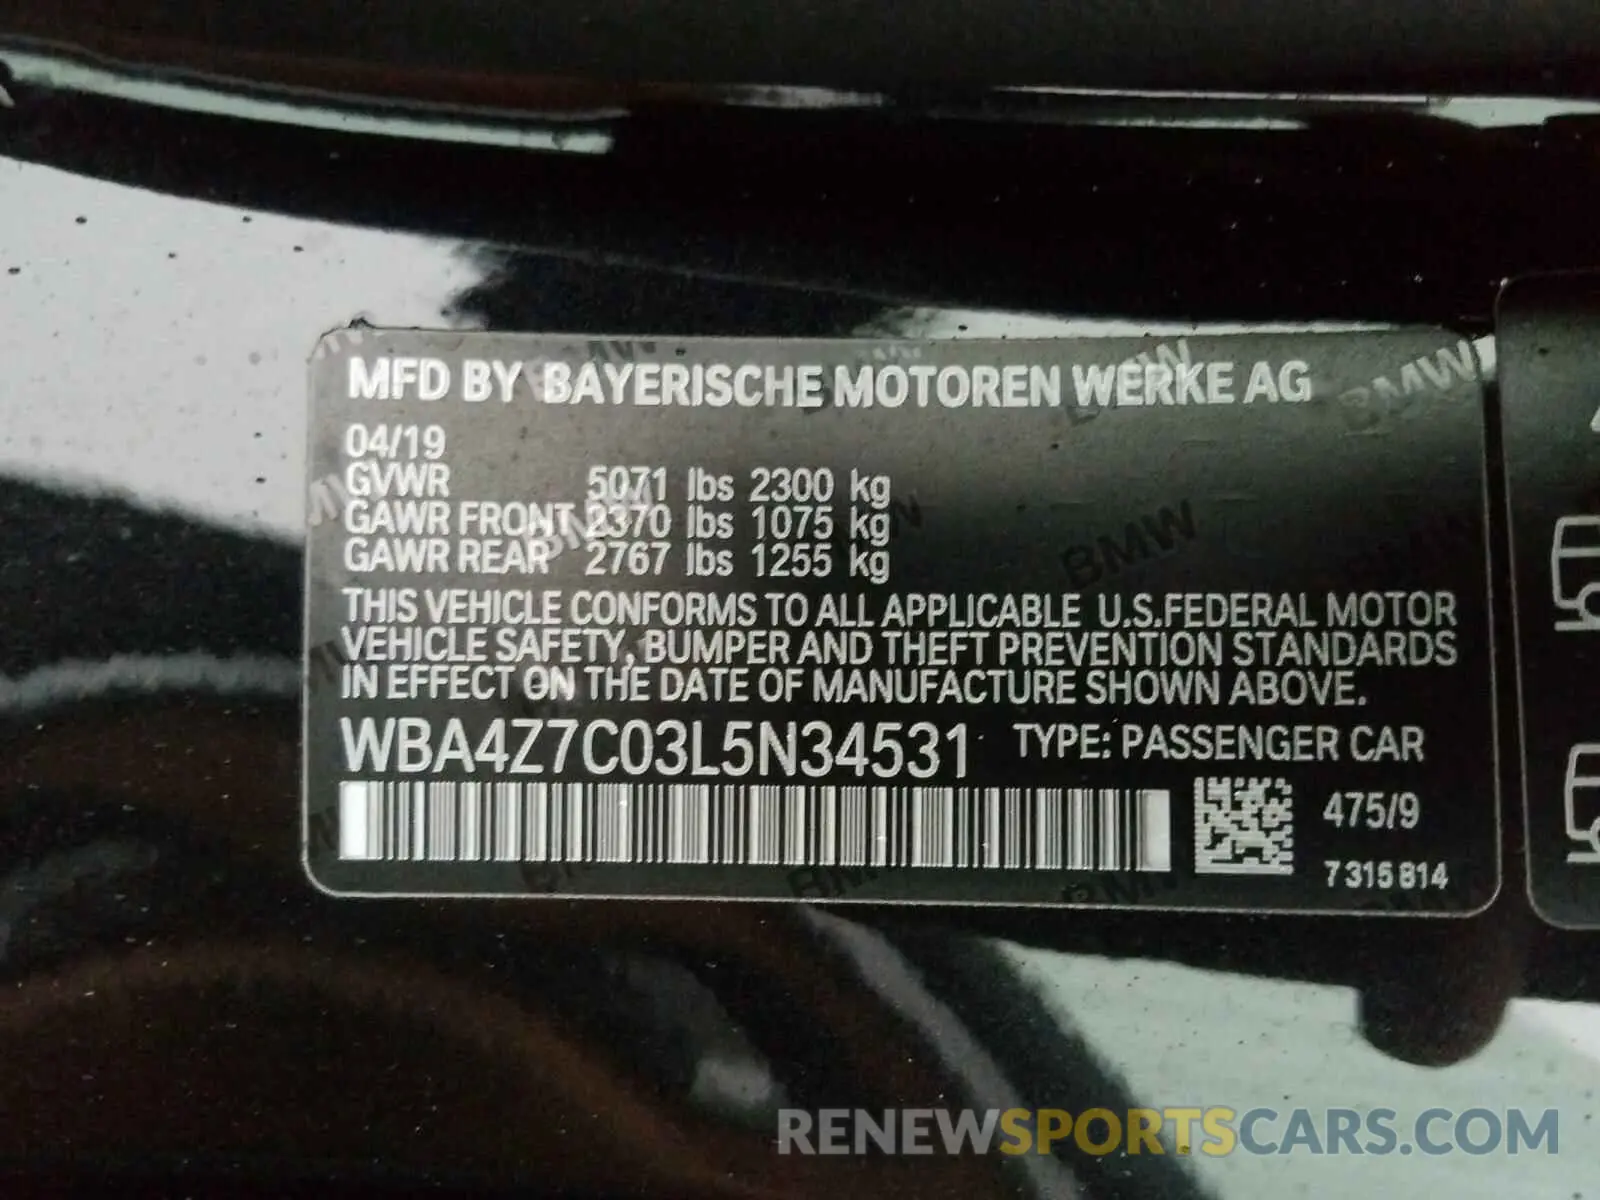 MFD BY BAYERISCHE MOTOREN WERKE AG
04/19
GVWR 5071 lbs 2300 kg
GAWR FRONT 2370 lbs 1075 kg
GAWR REAR 2767 lbs 1255 kg
THIS VEHICLE CONFORMS TO ALL APPLICABLE U.S.FEDERAL MOTOR
VEHICLE SAFETY, BUMPER AND THEFT PREVENTION STANDARDS
IN EFFECT ON THE DATE OF MANUFACTURE SHOWN ABOVE.
WBA4Z7C03L5N34531 TYPE: PASSENGER CAR
475/9
7315814
RENEWSPORTSCARS.COM